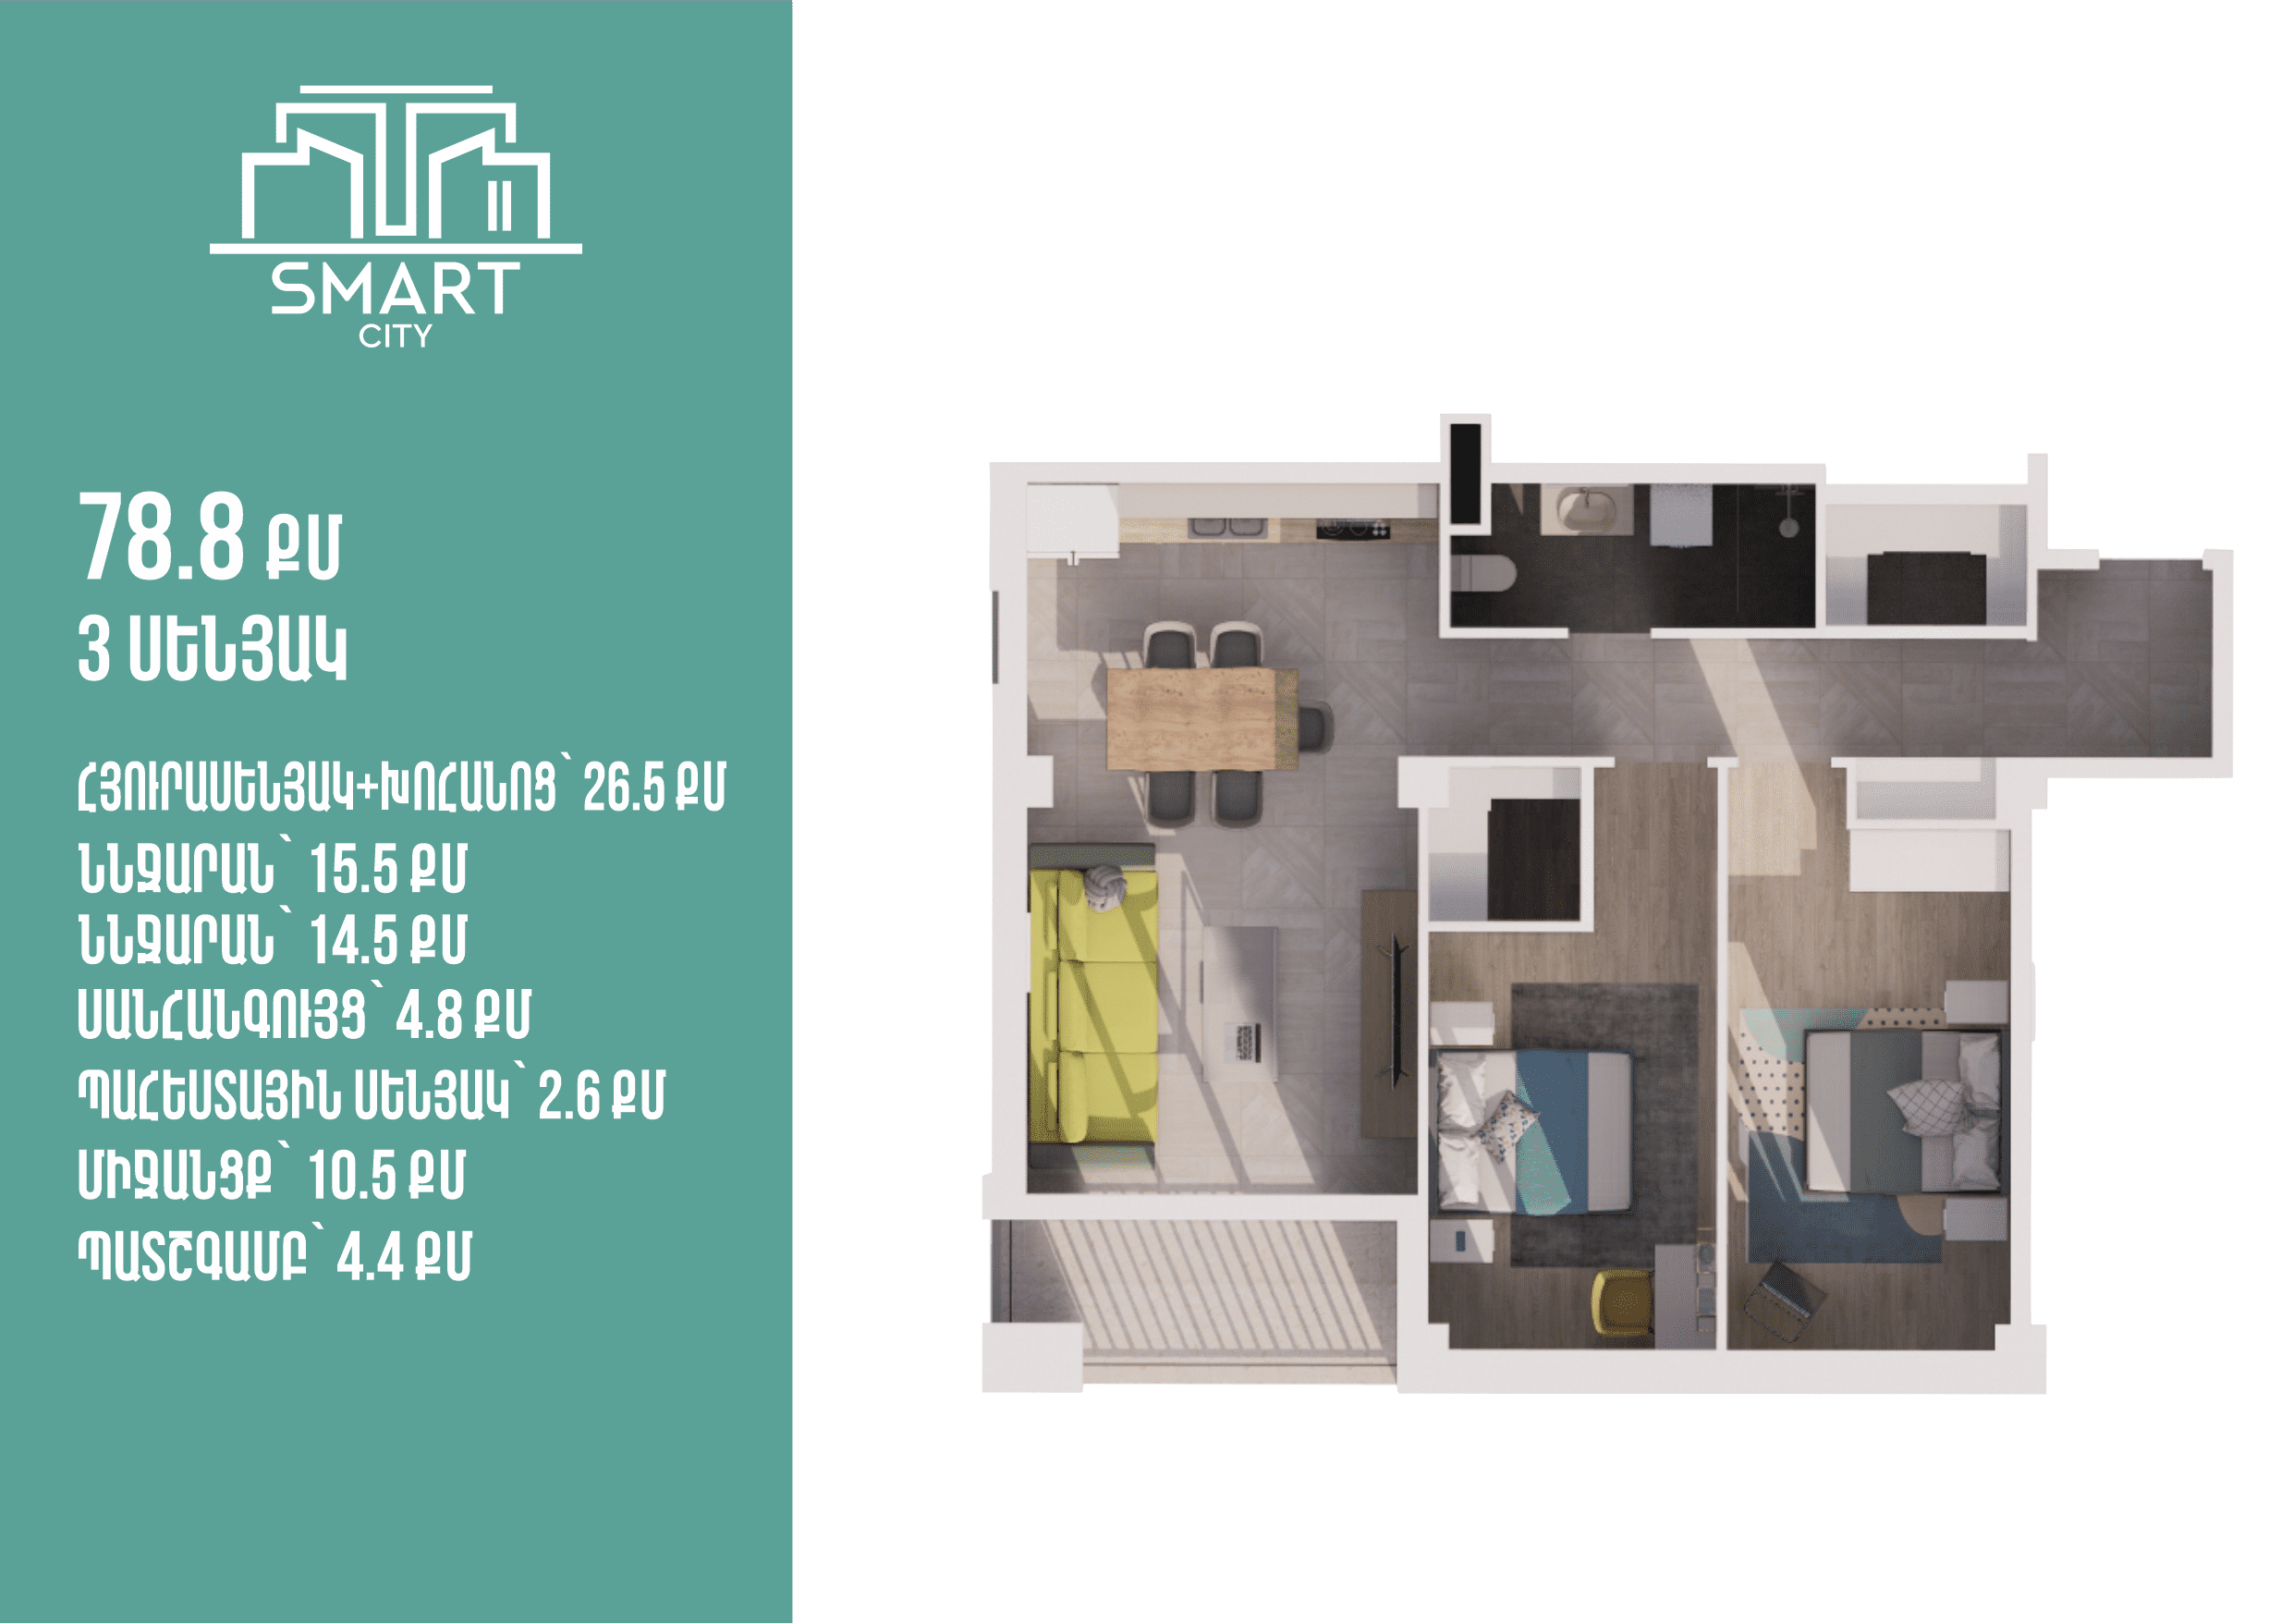 SMART
CITY
78.8 ՔՄ
3 ՍԵՆՅԱԿ
ՀՅՈՒՐԱՍԵՆՅԱԿ+ԽՈՀԱՆՈՑ՝ 26.5 ՔՄ
ՆՆՋԱՐԱՆ՝ 15.5 ՔՄ
ՆՆՋԱՐԱՆ՝ 14.5 ՔՄ
ՍԱՆՀԱՆԳՈՒՅՑ՝ 4.8 ՔՄ
ՊԱՀԵՍՏԱՅԻՆ ՍԵՆՅԱԿ՝ 2.6 ՔՄ
ՄԻՋԱՆՑՔ՝ 10.5 ՔՄ
ՊԱՏՇԳԱՄԲ՝ 4.4 ՔՄ